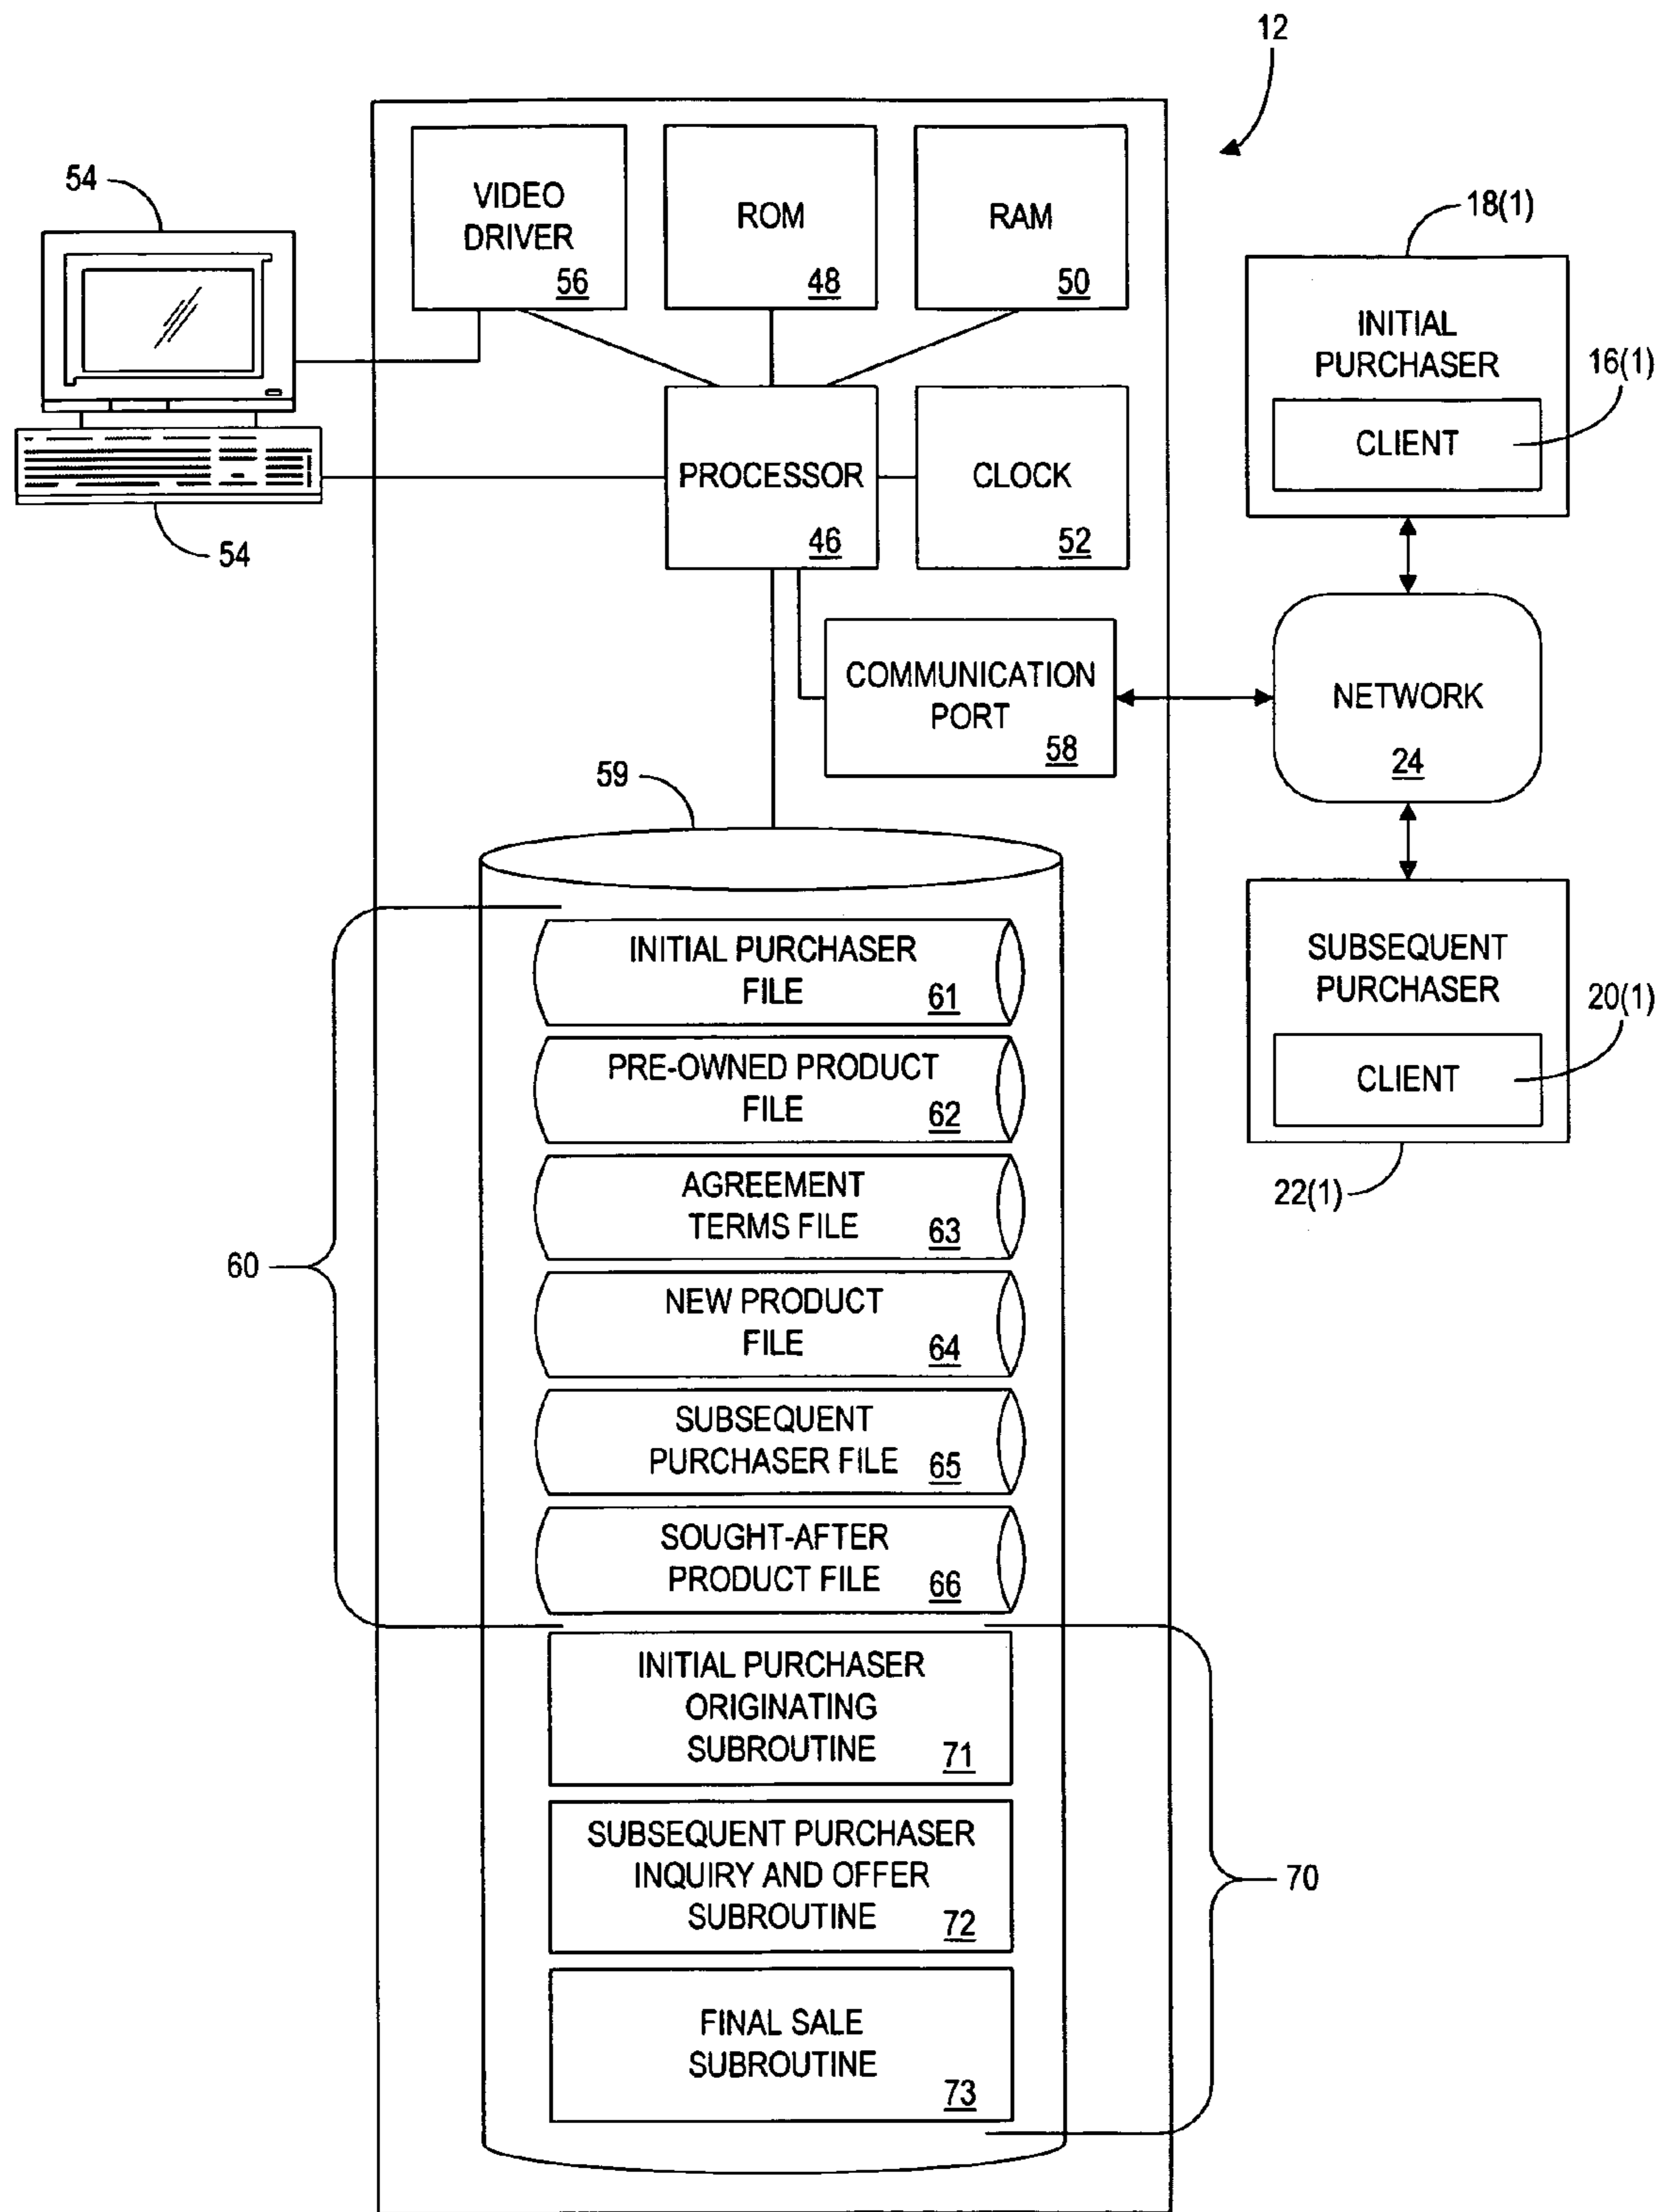 12
54
VIDEO
DRIVER
56
ROM
48
RAM
50
18(1)
INITIAL
PURCHASER
16(1)
CLIENT
PROCESSOR
46
CLOCK
52
54
COMMUNICATION
PORT
58
NETWORK
24
59
SUBSEQUENT
PURCHASER
20(1)
CLIENT
22(1)
60
INITIAL PURCHASER
FILE
61
PRE-OWNED PRODUCT
FILE
62
AGREEMENT
TERMS FILE
63
NEW PRODUCT
FILE
64
SUBSEQUENT
PURCHASER FILE
65
SOUGHT-AFTER
PRODUCT FILE
66
INITIAL PURCHASER
ORIGINATING
SUBROUTINE
71
SUBSEQUENT PURCHASER
INQUIRY AND OFFER
SUBROUTINE
72
70
FINAL SALE
SUBROUTINE
73